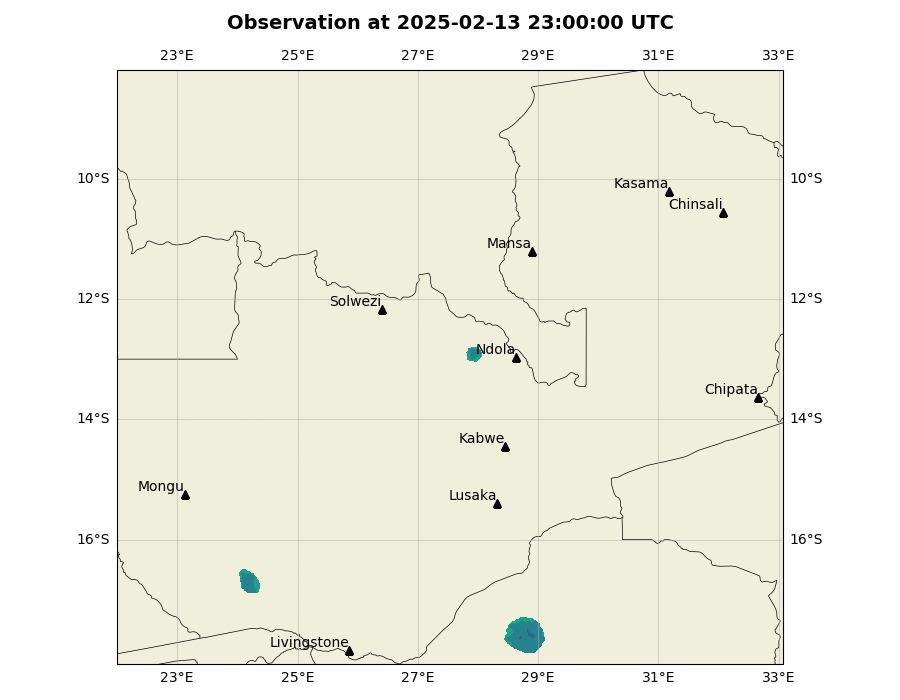 Observation at 2025-02-13 23:00:00 UTC
23°E 25°E 27°E 29°E 31°E 33°E
10°S 10°S
Kasama
Chinsali
Mansa
12°S 12°S
Solwezi
Ndola
Chipata
14°S 14°S
Kabwe
Mongu
Lusaka
16°S 16°S
Livingstone
23°E 25°E 27°E 29°E 31°E 33°E